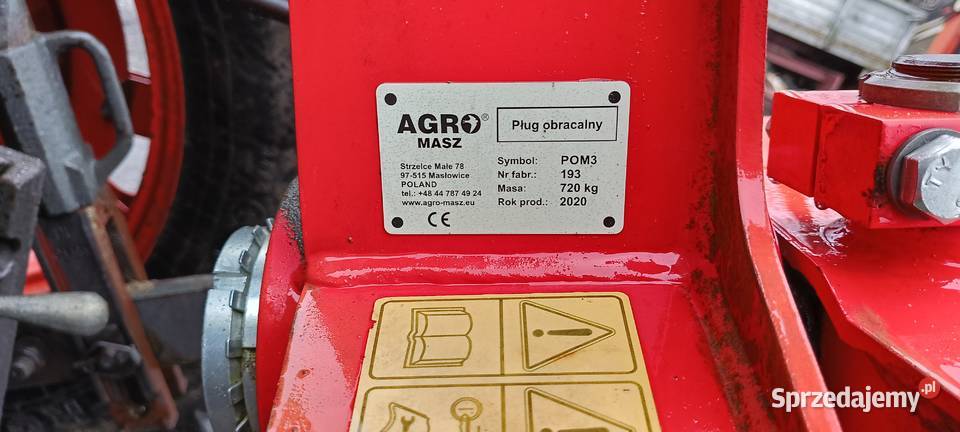 AGRO® MASZ
Pług obracalny
Strzelce Małe 78
97-515 Masłowice
POLAND
tel.: +48 44 787 49 24
www.agro-masz.eu
CE
Symbol: POM3
Nr fabr.: 193
Masa: 720 kg
Rok prod.: 2020
Sprzedajemy.pl